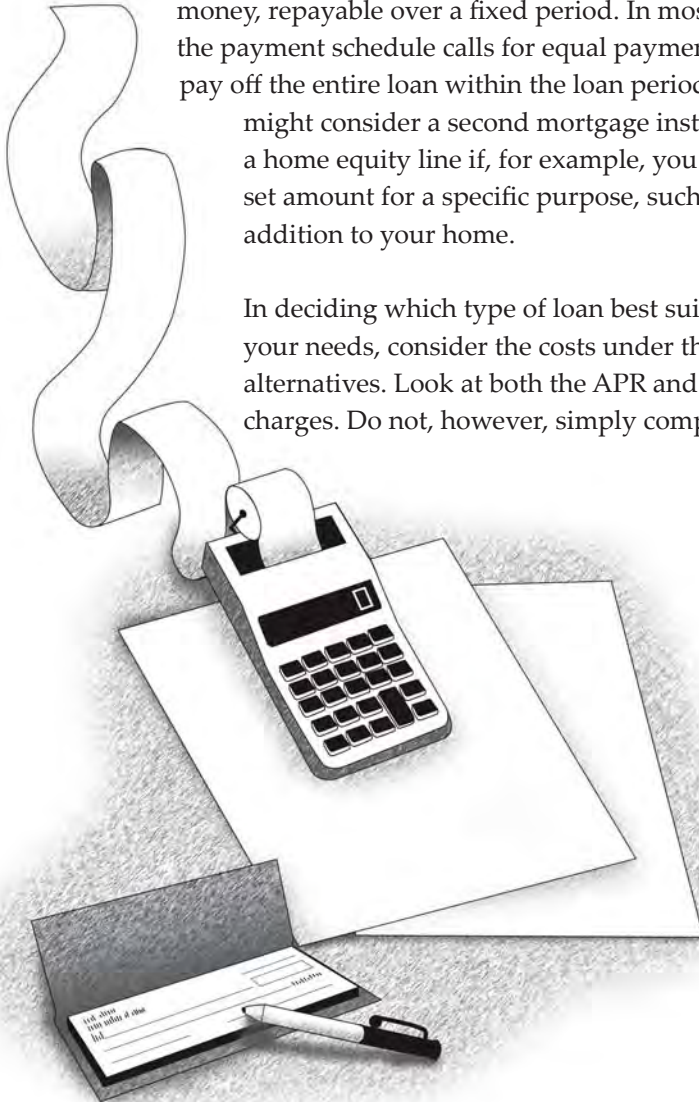 money, repayable over a fixed period. In mos
the payment schedule calls for equal paymen
pay off the entire loan within the loan period
might consider a second mortgage inst
a home equity line if, for example, you
set amount for a specific purpose, such
addition to your home.
In deciding which type of loan best sui
your needs, consider the costs under th
alternatives. Look at both the APR and
charges. Do not, however, simply comp